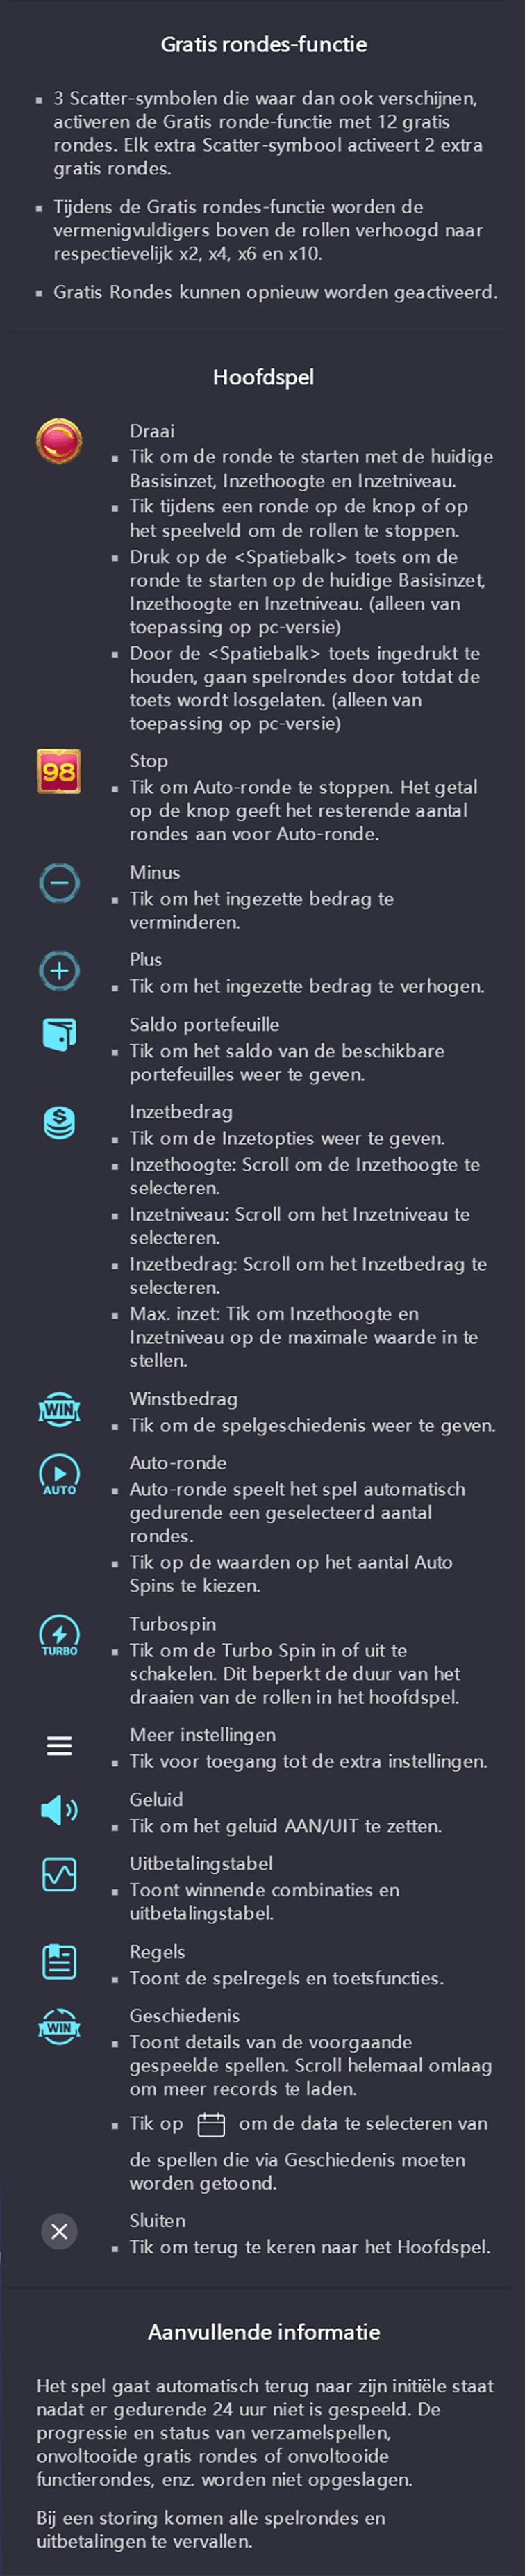 Gratis rondes-functie
▪ 3 Scatter-symbolen die waar dan ook verschijnen,
activeren de Gratis ronde-functie met 12 gratis
rondes. Elk extra Scatter-symbool activeert 2 extra
gratis rondes.
▪ Tijdens de Gratis rondes-functie worden de
vermenigvuldigers boven de rollen verhoogd naar
respectievelijk x2, x4, x6 en x10.
▪ Gratis Rondes kunnen opnieuw worden geactiveerd.
Hoofdspel
Draai
▪ Tik om de ronde te starten met de huidige
Basisinzet, Inzethoogte en Inzetniveau.
▪ Tik tijdens een ronde op de knop of op
het speelveld om de rollen te stoppen.
▪ Druk op de <Spatiebalk> toets om de
ronde te starten op de huidige Basisinzet,
Inzethoogte en Inzetniveau. (alleen van
toepassing op pc-versie)
▪ Door de <Spatiebalk> toets ingedrukt te
houden, gaan spelrondes door totdat de
toets wordt losgelaten. (alleen van
toepassing op pc-versie)
98 Stop
▪ Tik om Auto-ronde te stoppen. Het getal
op de knop geeft het resterende aantal
rondes aan voor Auto-ronde.
Minus
▪ Tik om het ingezette bedrag te
verminderen.
Plus
▪ Tik om het ingezette bedrag te verhogen.
Saldo portefeuille
▪ Tik om het saldo van de beschikbare
portefeuilles weer te geven.
Inzetbedrag
▪ Tik om de Inzetopties weer te geven.
▪ Inzethoogte: Scroll om de Inzethoogte te
selecteren.
▪ Inzetniveau: Scroll om het Inzetniveau te
selecteren.
▪ Inzetbedrag: Scroll om het Inzetbedrag te
selecteren.
▪ Max. inzet: Tik om Inzethoogte en
Inzetniveau op de maximale waarde in te
stellen.
WIN Winstbedrag
▪ Tik om de spelgeschiedenis weer te geven.
AUTO Auto-ronde
▪ Auto-ronde speelt het spel automatisch
gedurende een geselecteerd aantal
rondes.
▪ Tik op de waarden op het aantal Auto
Spins te kiezen.
TURBO Turbospin
▪ Tik om de Turbo Spin in of uit te
schakelen. Dit beperkt de duur van het
draaien van de rollen in het hoofdspel.
Meer instellingen
▪ Tik voor toegang tot de extra instellingen.
Geluid
▪ Tik om het geluid AAN/UIT te zetten.
Uitbetalingstabel
▪ Toont winnende combinaties en
uitbetalingstabel.
Regels
▪ Toont de spelregels en toetsfuncties.
WIN Geschiedenis
▪ Toont details van de voorgaande
gespeelde spellen. Scroll helemaal omlaag
om meer records te laden.
▪ Tik op om de data te selecteren van
de spellen die via Geschiedenis moeten
worden getoond.
Sluiten
▪ Tik om terug te keren naar het Hoofdspel.
Aanvullende informatie
Het spel gaat automatisch terug naar zijn initiële staat
nadat er gedurende 24 uur niet is gespeeld. De
progressie en status van verzamelspellen,
onvoltooide gratis rondes of onvoltooide
functierondes, enz. worden niet opgeslagen.
Bij een storing komen alle spelrondes en
uitbetalingen te vervallen.